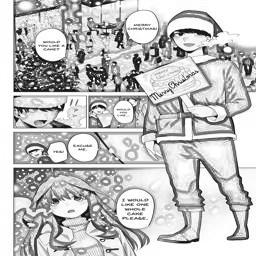 MERRY
CHRISTMAS!
WOULD
YOU LIKE A
CAKE?
Merry Christmas
WOULD
YOU LIKE...
EXCUSE
ME.
YES!
I WOULD
LIKE ONE
WHOLE
CAKE
PLEASE.